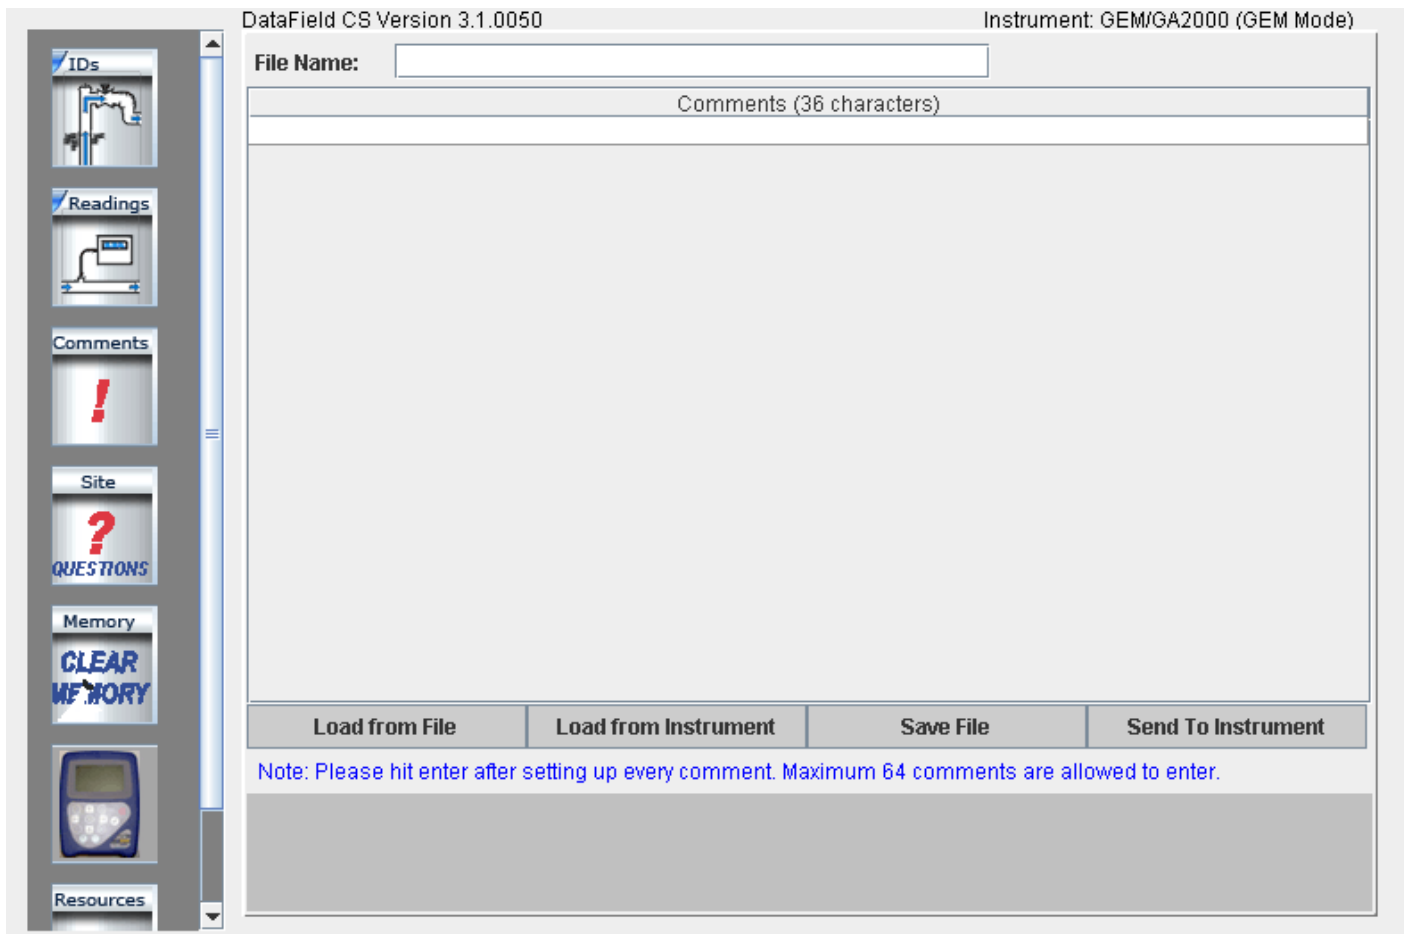 DataField CS Version 3.1.0050
Instrument: GEM/GA2000 (GEM Mode)
IDs
Readings
Comments
!
Site
?
QUESTIONS
Memory
CLEAR
MEMORY
Resources
File Name:
Comments (36 characters)
Load from File
Load from Instrument
Save File
Send To Instrument
Note: Please hit enter after setting up every comment. Maximum 64 comments are allowed to enter.